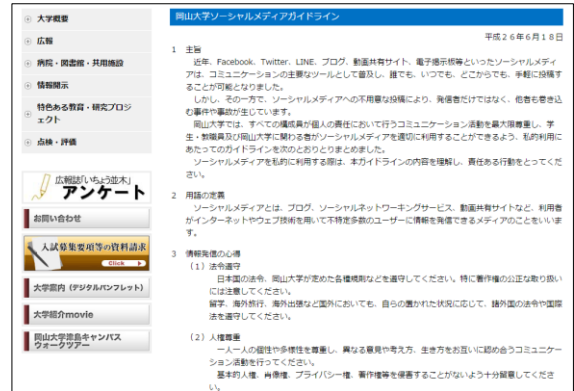 大学概要
広報
病院・図書館・共用施設
情報開示
特色ある教育・研究プロジ
ェクト
点検・評価
広報誌「いちょう並木」
アンケート
お問い合わせ
入試募集要項等の資料請求
Click
大学案内（デジタルパンフレット）
大学紹介movie
岡山大学津島キャンパス
ウォークツアー
岡山大学ソーシャルメディアガイドライン
平成２６年６月１８日
１　主旨
近年、Facebook、Twitter、LINE、ブログ、動画共有サイト、電子掲示板等といったソーシャルメディ
アは、コミュニケーションの主要なツールとして普及し、誰でも、いつでも、どこからでも、手軽に投稿す
ることが可能となりました。
しかし、その一方で、ソーシャルメディアへの不用意な投稿により、発信者だけではなく、他者も巻き込
む事件や事故が生じています。
岡山大学では、すべての構成員が個人の責任において行うコミュニケーション活動を最大限尊重し、学
生・教職員及び岡山大学に関わる者がソーシャルメディアを適切に利用することができるよう、私的利用に
あたってのガイドラインを次のとおりとりまとめました。
ソーシャルメディアを私的に利用する際は、本ガイドラインの内容を理解し、責任ある行動をとってくだ
さい。
２　用語の定義
ソーシャルメディアとは、ブログ、ソーシャルネットワーキングサービス、動画共有サイトなど、利用者
がインターネットやウェブ技術を用いて不特定多数のユーザーに情報を発信できるメディアのことをいいま
す。
３　情報発信の心得
（１）法令遵守
日本国の法令、岡山大学が定めた各種規則などを遵守してください。特に著作権の公正な取り扱い
には注意してください。
留学、海外旅行、海外出張など国外においても、自らの置かれた状況に応じて、諸外国の法令や国際
法を遵守してください。
（２）人権尊重
一人一人の個性や多様性を尊重し、異なる意見や考え方、生き方をお互いに認め合うコミュニケー
ション活動を行ってください。
基本的人権、肖像権、プライバシー権、著作権等を侵害することがないよう十分留意してくださ
い。